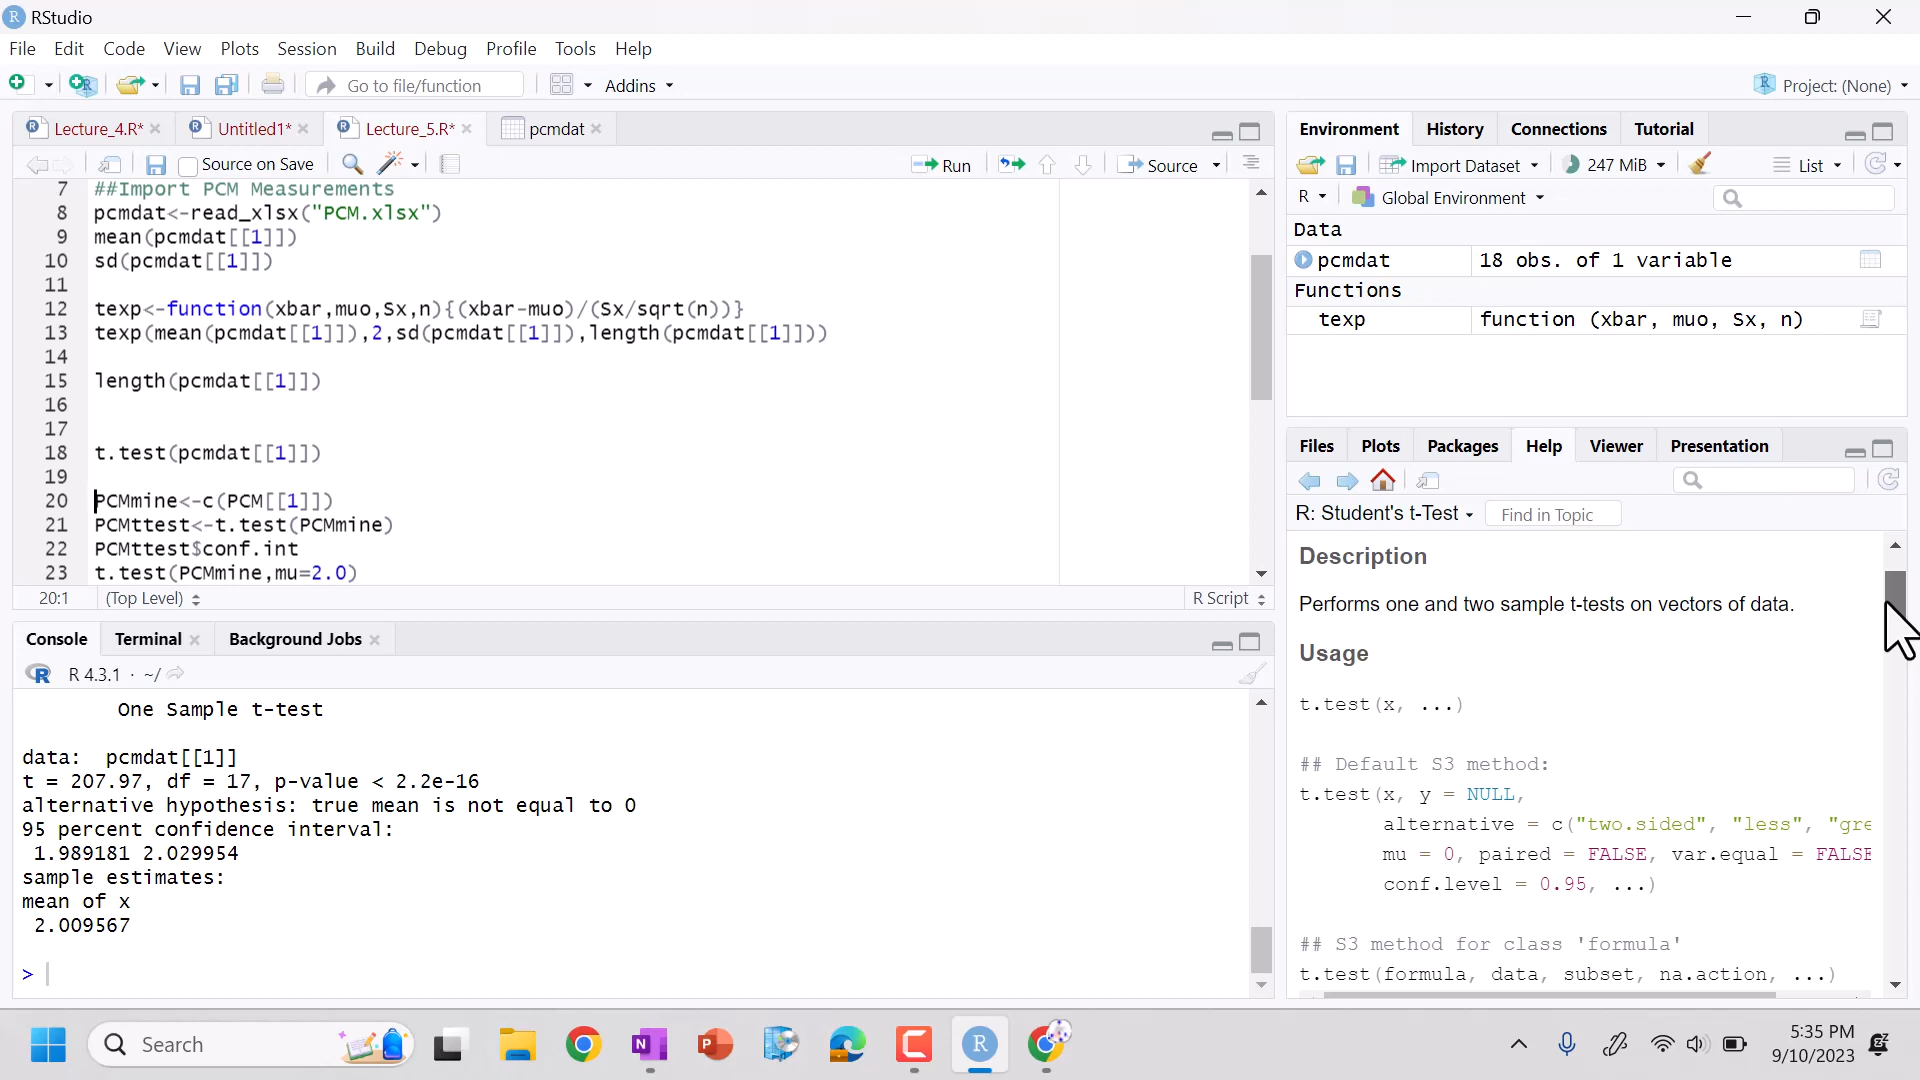 RStudio
File Edit Code View Plots Session Build Debug Profile Tools Help
Go to file/function Addins Project: (None)
Lecture_4.R* Untitled1* Lecture_5.R* pcmdat
Source on Save Run Source
7 ##Import PCM Measurements
8 pcmdat<-read_xlsx("PCM.xlsx")
9 mean(pcmdat[[1]])
10 sd(pcmdat[[1]])
11
12 texp<-function(xbar,muo,Sx,n){(xbar-muo)/(Sx/sqrt(n))}
13 texp(mean(pcmdat[[1]]),2,sd(pcmdat[[1]]),length(pcmdat[[1]]))
14
15 length(pcmdat[[1]])
16
17
18 t.test(pcmdat[[1]])
19
20 PCMmine<-c(PCM[[1]])
21 PCMttest<-t.test(PCMmine)
22 PCMttest$conf.int
23 t.test(PCMmine,mu=2.0)
20:1 (Top Level) R Script
Console Terminal Background Jobs
R 4.3.1 · ~/
One Sample t-test
data: pcmdat[[1]]
t = 207.97, df = 17, p-value < 2.2e-16
alternative hypothesis: true mean is not equal to 0
95 percent confidence interval:
1.989181 2.029954
sample estimates:
mean of x
2.009567
>
Environment History Connections Tutorial
Import Dataset 247 MiB List
R Global Environment
Data
pcmdat 18 obs. of 1 variable
Functions
texp function (xbar, muo, Sx, n)
Files Plots Packages Help Viewer Presentation
R: Student's t-Test Find in Topic
Description
Performs one and two sample t-tests on vectors of data.
Usage
t.test(x, ...)
## Default S3 method:
t.test(x, y = NULL,
alternative = c("two.sided", "less", "gre
mu = 0, paired = FALSE, var.equal = FALSE
conf.level = 0.95, ...)
## S3 method for class 'formula'
t.test(formula, data, subset, na.action, ...)
Search
5:35 PM
9/10/2023